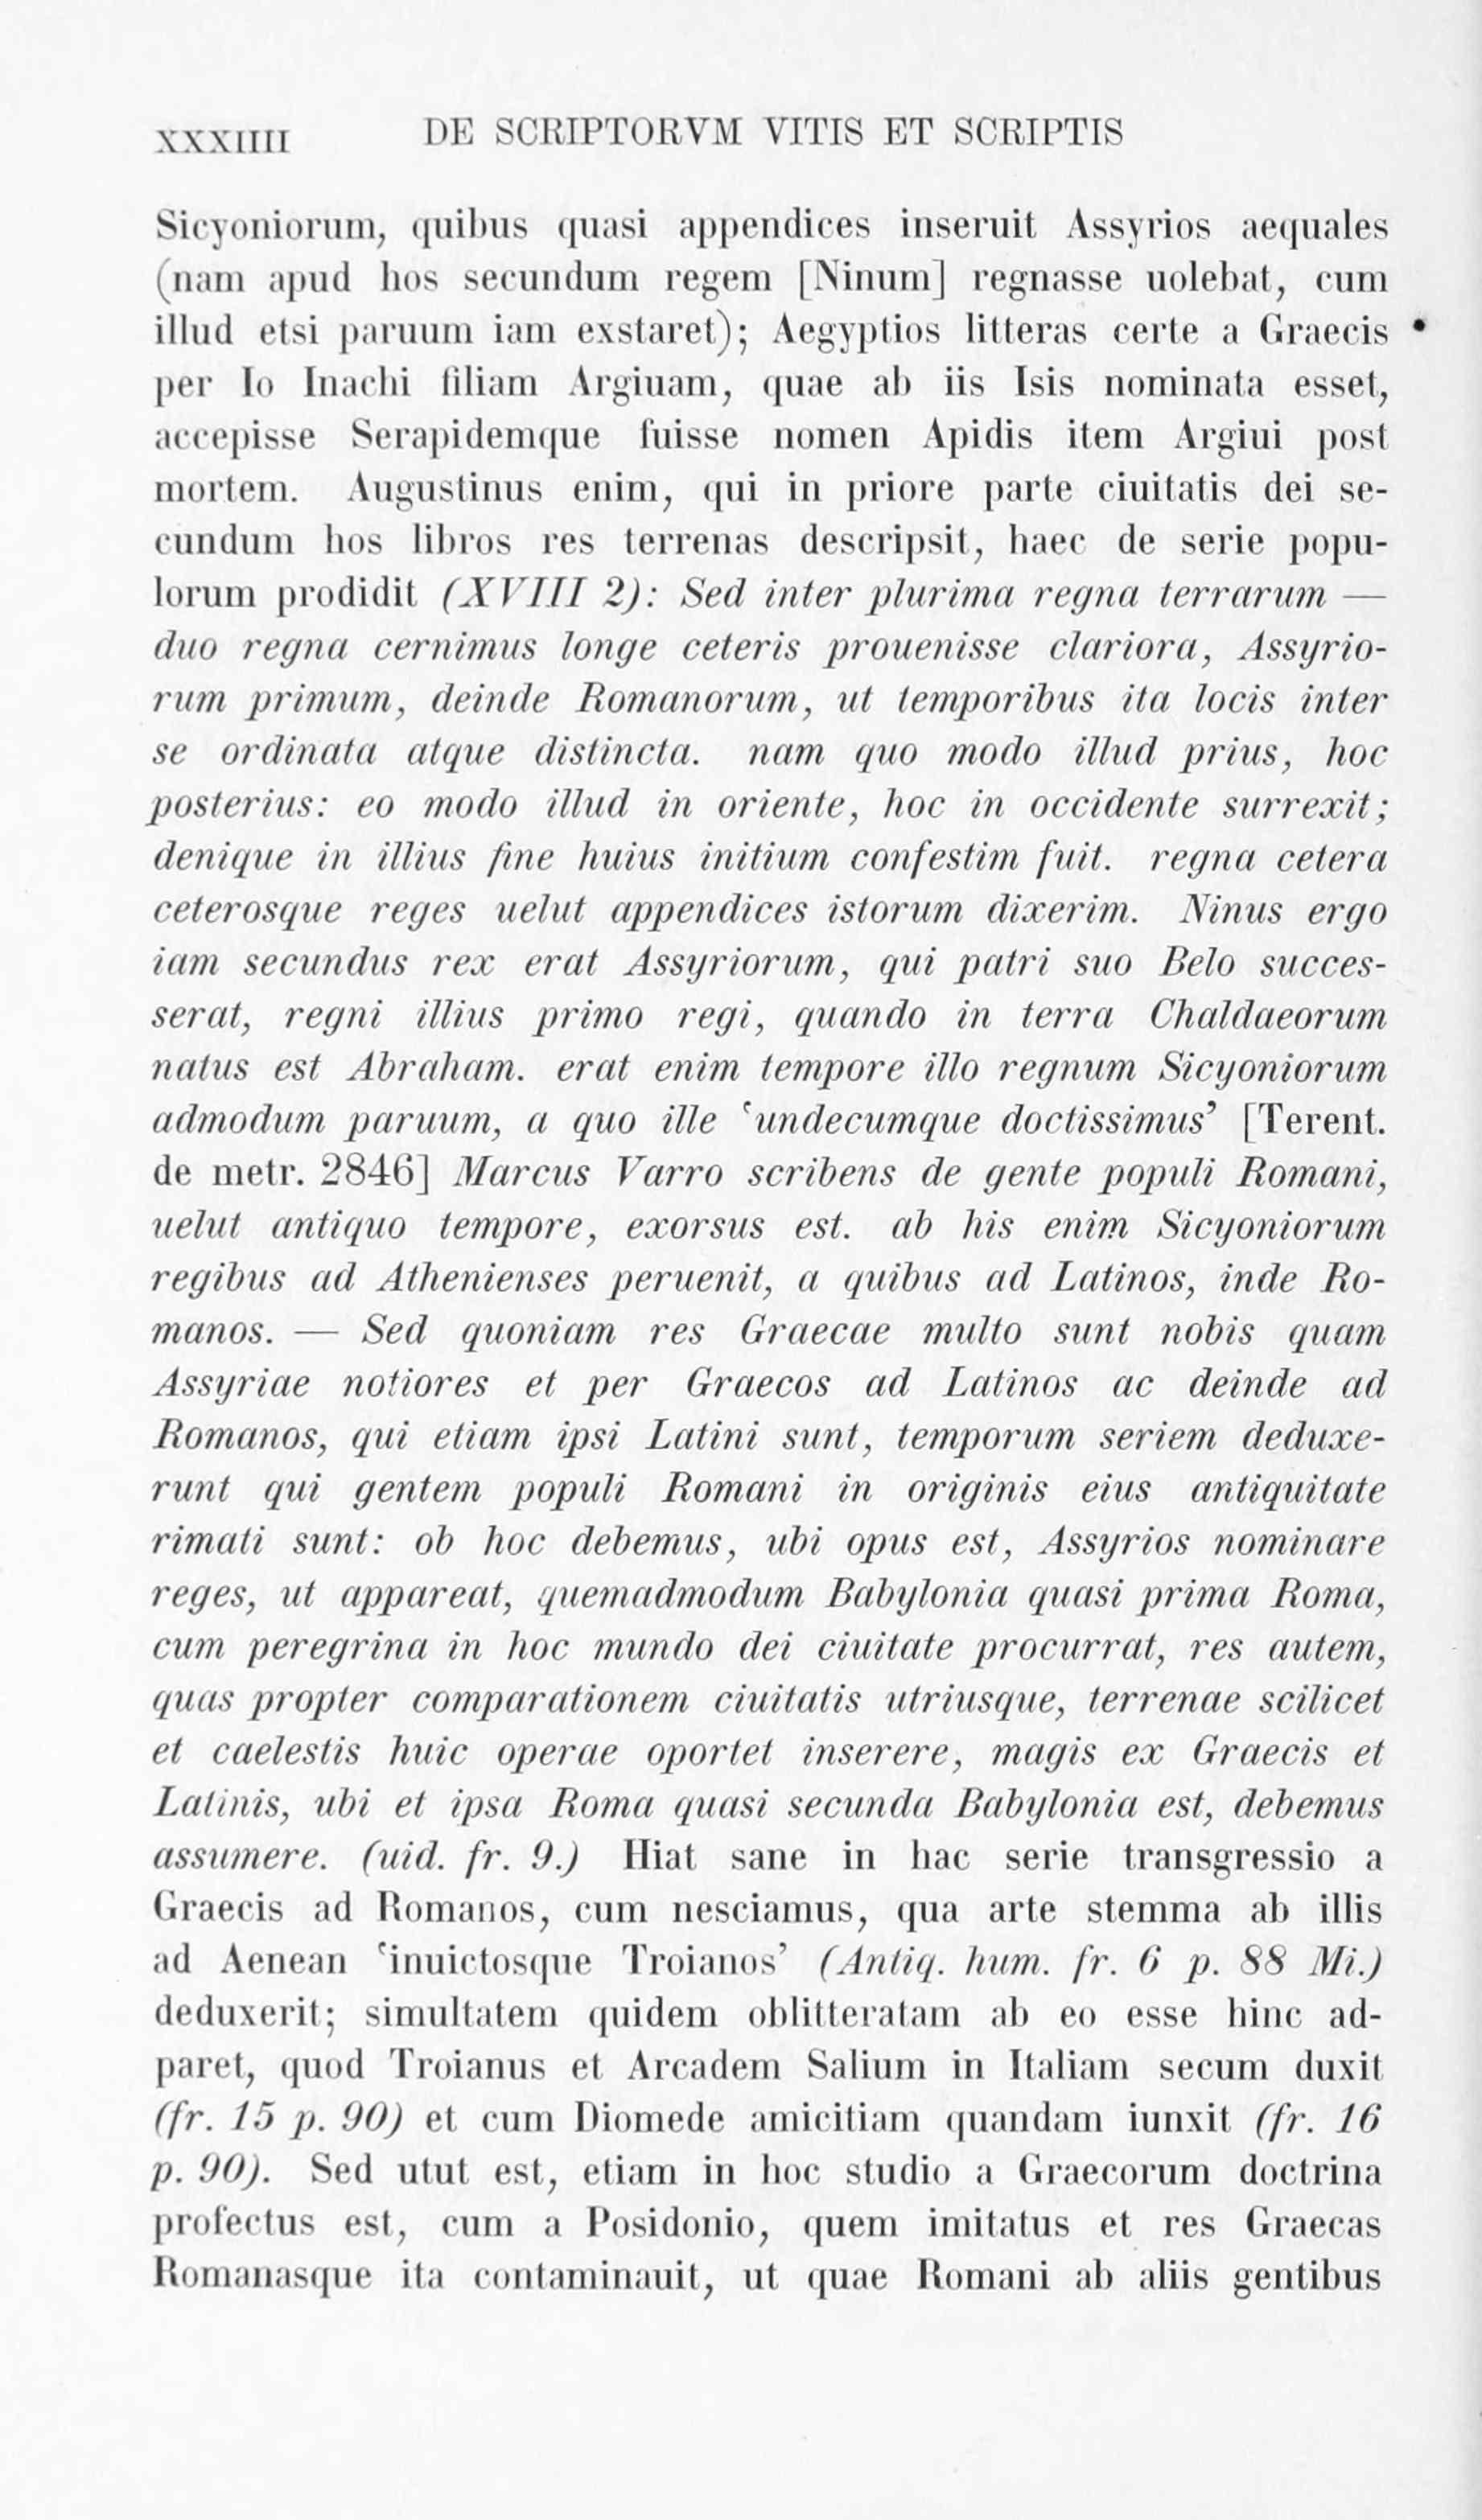 XXXIIII DE SCRIPTORVM VITIS ET SCRIPTIS
Sicyoniorum, quibus quasi appendices inseruit Assyrios aequales
(nam apud hos secundum regem [Ninum] regnasse uolebat, cum
illud etsi paruum iam exstaret); Aegyptios litteras certe a Graecis
per Io Inachi filiam Argiuam, quae ab iis Isis nominata esset,
accepisse Serapidemque fuisse nomen Apidis item Argiui post
mortem. Augustinus enim, qui in priore parte ciuitatis dei se-
cundum hos libros res terrenas descripsit, haec de serie popu-
lorum prodidit (XVIII 2): Sed inter plurima regna terrarum —
duo regna cernimus longe ceteris prouenisse clariora, Assyrio-
rum primum, deinde Romanorum, ut temporibus ita locis inter
se ordinata atque distincta. nam quo modo illud prius, hoc
posterius: eo modo illud in oriente, hoc in occidente surrexit;
denique in illius fine huius initium confestim fuit. regna cetera
ceterosque reges uelut appendices istorum dixerim. Ninus ergo
iam secundus rex erat Assyriorum, qui patri suo Belo succes-
serat, regni illius primo regi, quando in terra Chaldaeorum
natus est Abraham. erat enim tempore illo regnum Sicyoniorum
admodum paruum, a quo ille ‘undecumque doctissimus’ [Terent.
de metr. 2846] Marcus Varro scribens de gente populi Romani,
uelut antiquo tempore, exorsus est. ab his enim Sicyoniorum
regibus ad Athenienses peruenit, a quibus ad Latinos, inde Ro-
manos. — Sed quoniam res Graecae multo sunt nobis quam
Assyriae notiores et per Graecos ad Latinos ac deinde ad
Romanos, qui etiam ipsi Latini sunt, temporum seriem deduxe-
runt qui gentem populi Romani in originis eius antiquitate
rimati sunt: ob hoc debemus, ubi opus est, Assyrios nominare
reges, ut appareat, quemadmodum Babylonia quasi prima Roma,
cum peregrina in hoc mundo dei ciuitate procurrat, res autem,
quas propter comparationem ciuitatis utriusque, terrenae scilicet
et caelestis huic operae oportet inserere, magis ex Graecis et
Latinis, ubi et ipsa Roma quasi secunda Babylonia est, debemus
assumere. (uid. fr. 9.) Hiat sane in hac serie transgressio a
Graecis ad Romanos, cum nesciamus, qua arte stemma ab illis
ad Aenean ‘inuictosque Troianos’ (Antiq. hum. fr. 6 p. 88 Mi.)
deduxerit; simultatem quidem oblitteratam ab eo esse hinc ad-
paret, quod Troianus et Arcadem Salium in Italiam secum duxit
(fr. 15 p. 90) et cum Diomede amicitiam quandam iunxit (fr. 16
p. 90). Sed utut est, etiam in hoc studio a Graecorum doctrina
profectus est, cum a Posidonio, quem imitatus et res Graecas
Romanasque ita contaminauit, ut quae Romani ab aliis gentibus